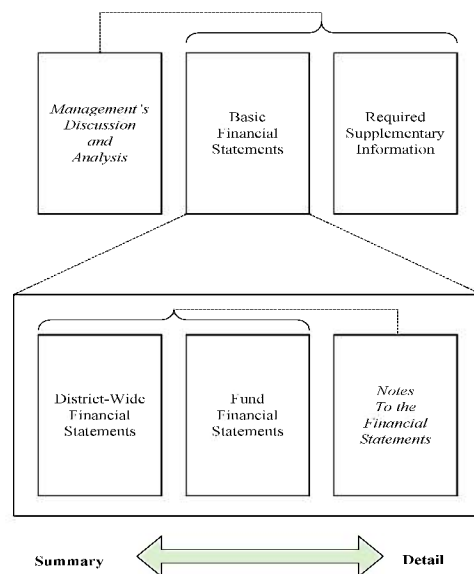 Management's
Discussion
and
Analysis
Basic
Financial
Statements
Required
Supplementary
Information
District-Wide
Financial
Statements
Fund
Financial
Statements
Notes
To the
Financial
Statements
Summary
Detail